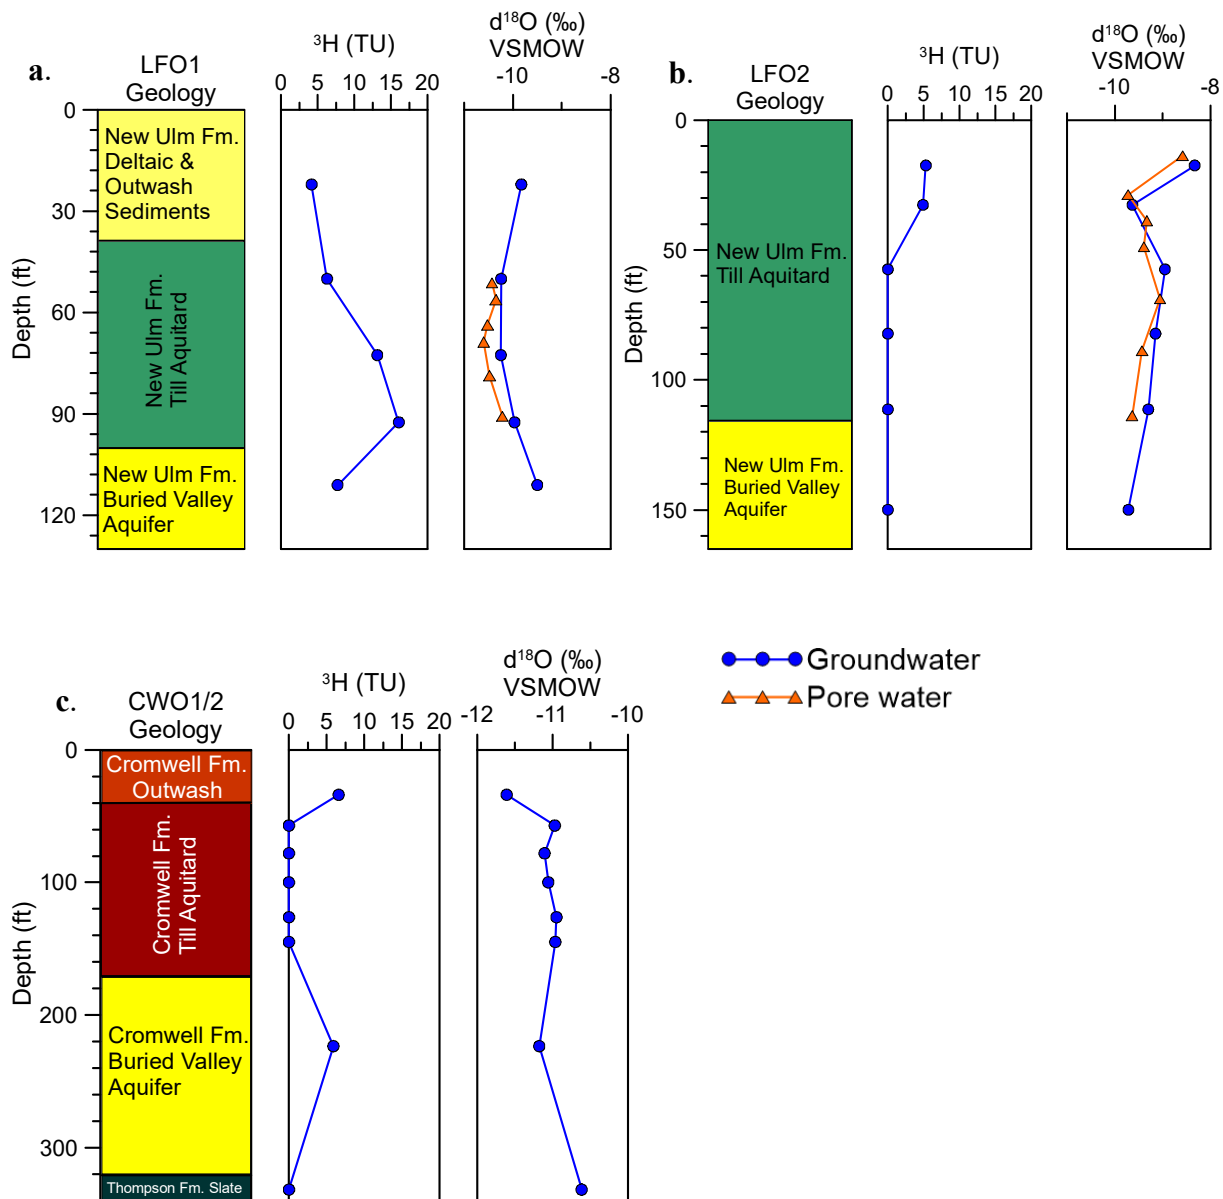 a.
LFO1
Geology
³H (TU)
0 5 10 15 20
d¹⁸O (‰)
VSMOW
-10 -8
Depth (ft)
0
30
60
90
120
New Ulm Fm.
Deltaic &
Outwash
Sediments
New Ulm Fm.
Till Aquitard
New Ulm Fm.
Buried Valley
Aquifer
b.
LFO2
Geology
³H (TU)
0 5 10 15 20
d¹⁸O (‰)
VSMOW
-10 -8
Depth (ft)
0
50
100
150
New Ulm Fm.
Till Aquitard
New Ulm Fm.
Buried Valley
Aquifer
c.
CWO1/2
Geology
³H (TU)
0 5 10 15 20
d¹⁸O (‰)
VSMOW
-12 -11 -10
Depth (ft)
0
100
200
300
Cromwell Fm.
Outwash
Cromwell Fm.
Till Aquitard
Cromwell Fm.
Buried Valley
Aquifer
Thompson Fm. Slate
Groundwater
Pore water